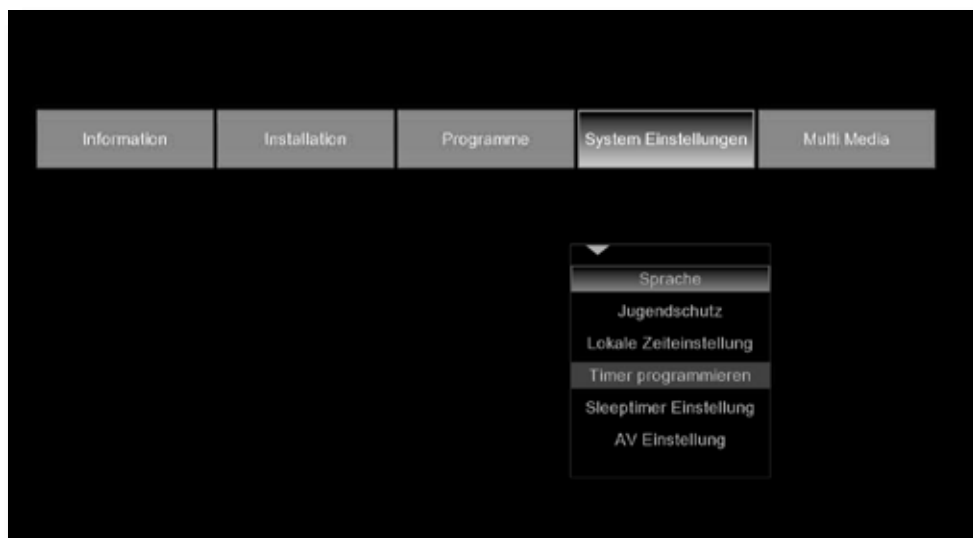 Information Installation Programme System Einstellungen Multi Media
Sprache
Jugendschutz
Lokale Zeiteinstellung
Timer programmieren
Sleeptimer Einstellung
AV Einstellung